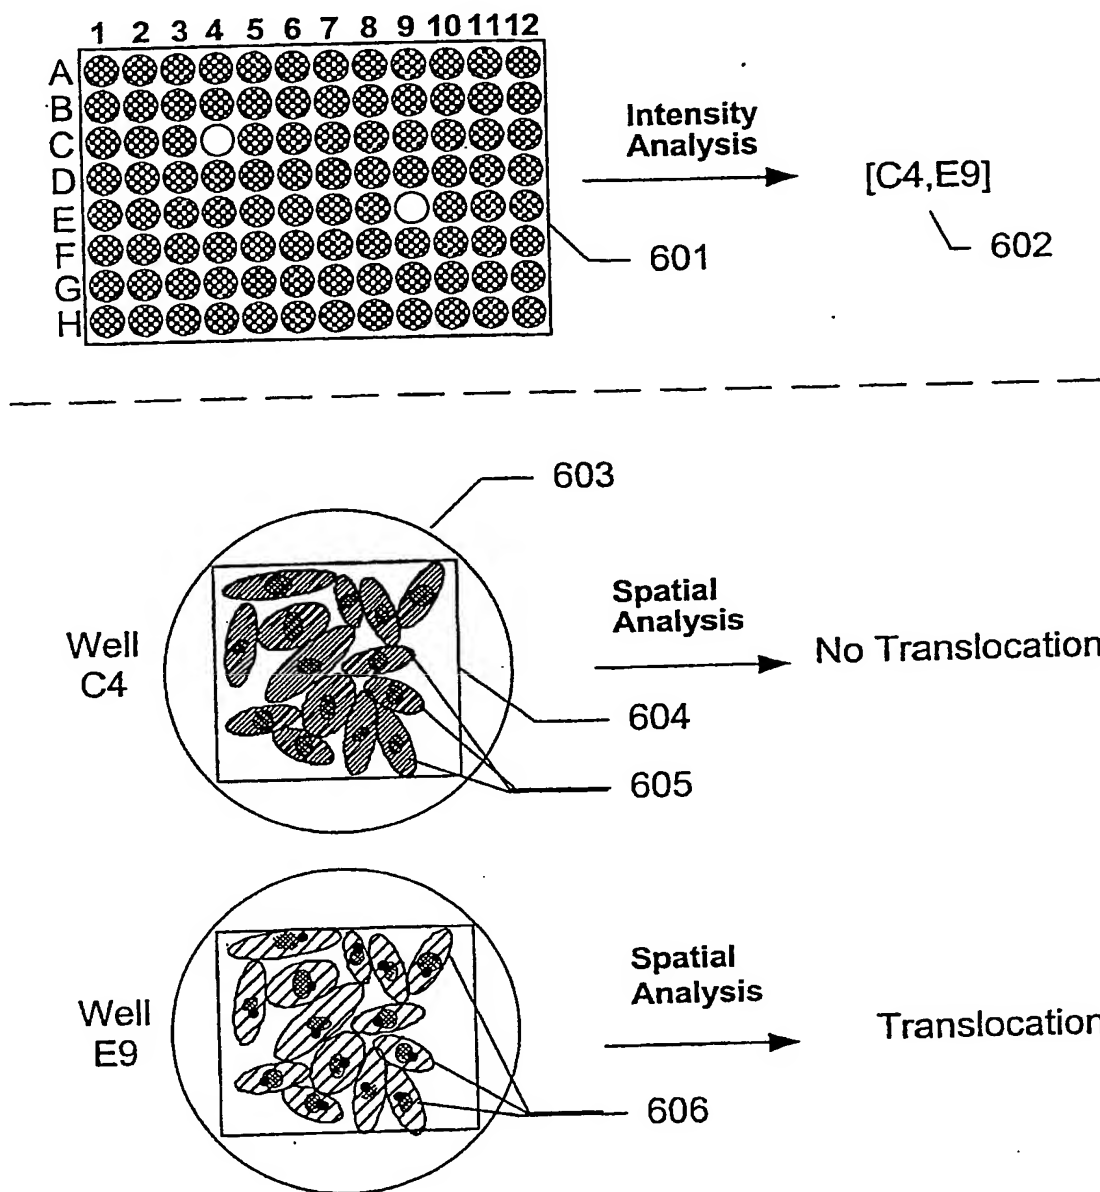 1 2 3 4 5 6 7 8 9 10 11 12
A
B
C
D
E
F
G
H
Intensity
Analysis
[C4,E9]
601
602
603
Well
C4
Spatial
Analysis
No Translocation
604
605
Well
E9
Spatial
Analysis
Translocation
606